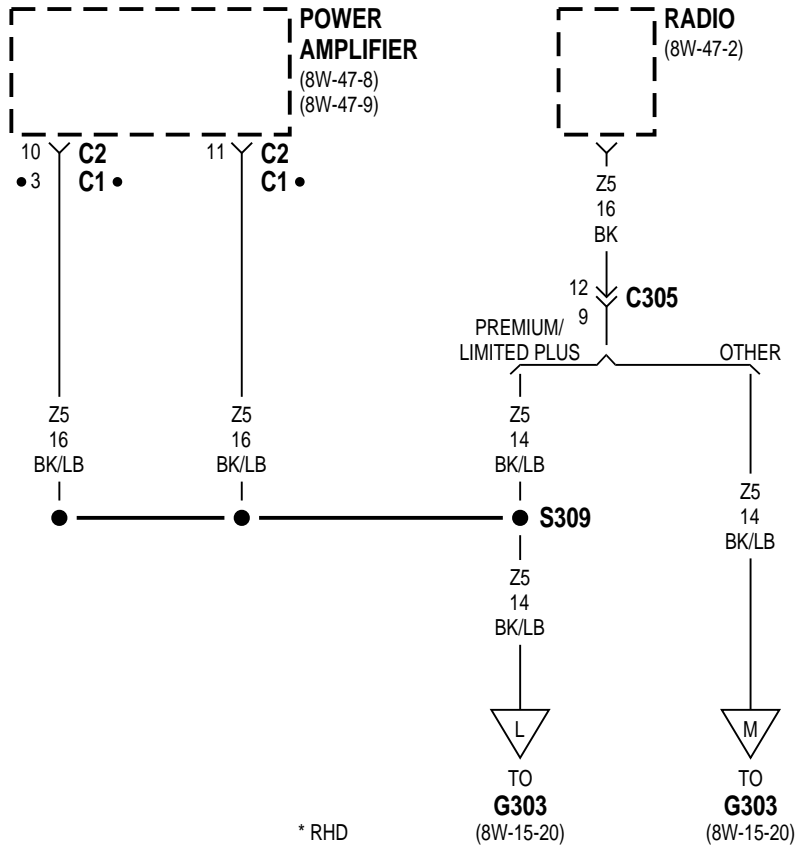 POWER
AMPLIFIER
(8W-47-8)
(8W-47-9)
RADIO
(8W-47-2)
10 C2
• 3 C1 •
11 C2
C1 •
Z5
16
BK
12
C305
9
PREMIUM/
LIMITED PLUS
OTHER
Z5
16
BK/LB
Z5
16
BK/LB
Z5
14
BK/LB
Z5
14
BK/LB
S309
Z5
14
BK/LB
L
M
TO
G303
(8W-15-20)
TO
G303
(8W-15-20)
* RHD